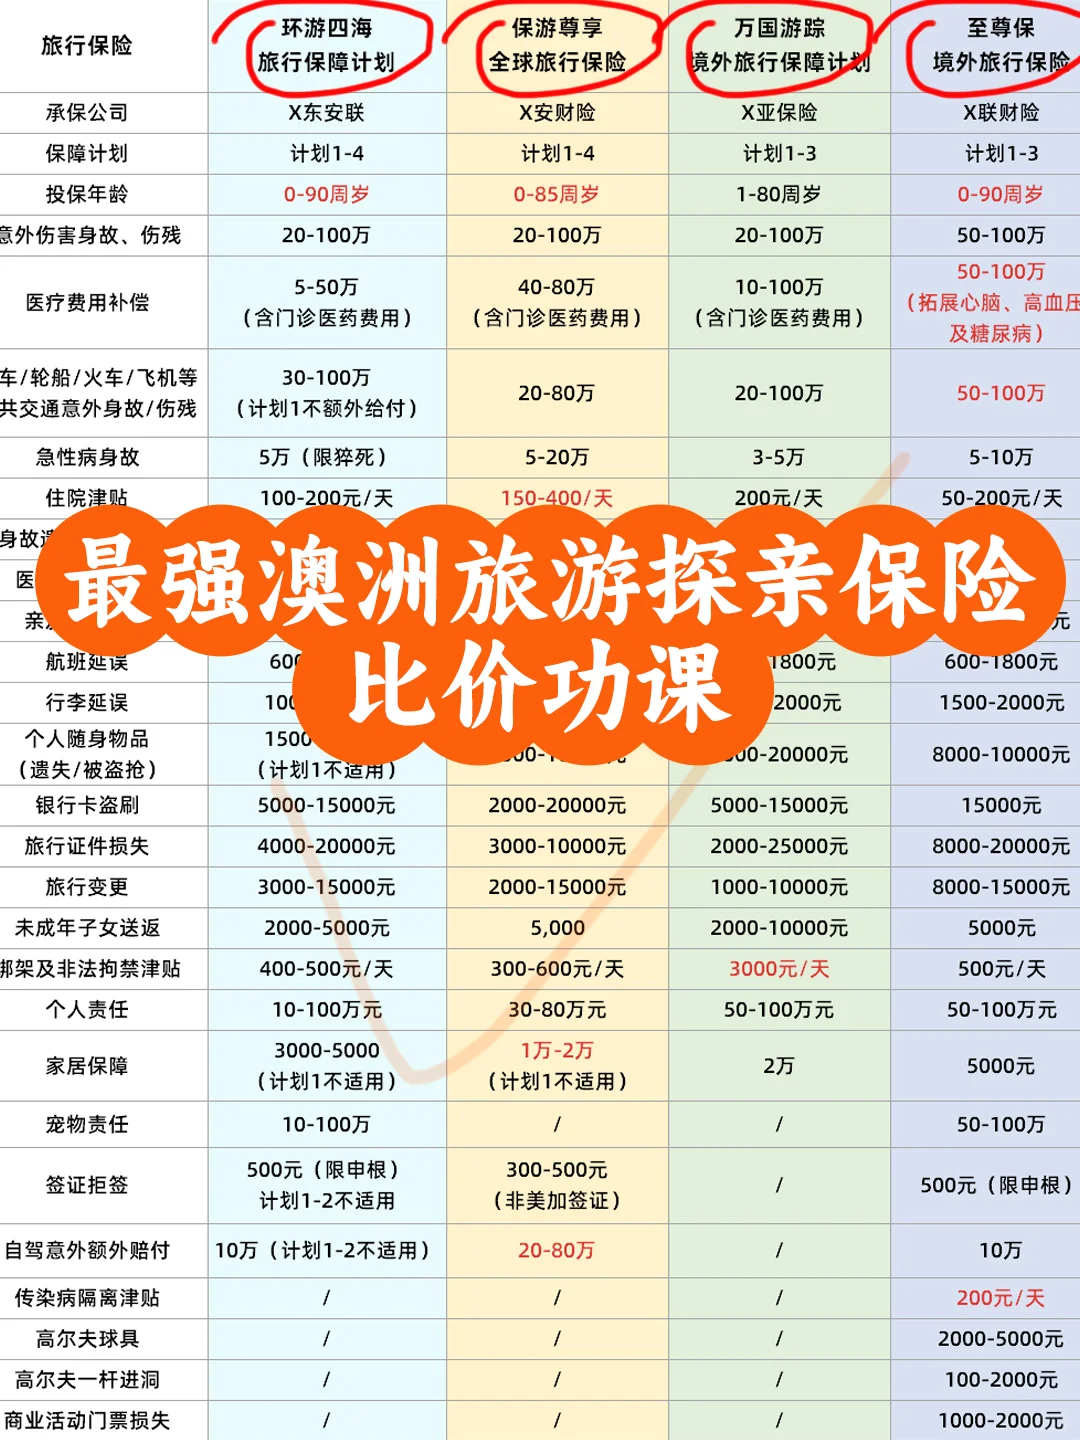 旅行保险
环游四海
旅行保障计划
保游尊享
全球旅行保险
万国游踪
境外旅行保障计划
至尊保
境外旅行保险
承保公司 X东安联 X安财险 X亚保险 X联财险
保障计划 计划1-4 计划1-4 计划1-3 计划1-3
投保年龄 0-90周岁 0-85周岁 1-80周岁 0-90周岁
意外伤害身故、伤残 20-100万 20-100万 20-100万 50-100万
医疗费用补偿
5-50万
（含门诊医药费用）
40-80万
（含门诊医药费用）
10-100万
（含门诊医药费用）
50-100万
（拓展心脑、高血压
及糖尿病）
车/轮船/火车/飞机等
共交通意外身故/伤残
30-100万
（计划1不额外给付）
20-80万
20-100万
50-100万
急性病身故 5万（限猝死） 5-20万 3-5万 5-10万
住院津贴 100-200元/天 150-400/天 200元/天 50-200元/天
身故
医
亲
元
最强澳洲旅游探亲保险
比价功课
航班延误 600 1800元 600-1800元
行李延误 100 2000元 1500-2000元
个人随身物品
（遗失/被盗抢）
1500
（计划1不适用）
00-20000元
8000-10000元
银行卡盗刷 5000-15000元 2000-20000元 5000-15000元 15000元
旅行证件损失 4000-20000元 3000-10000元 2000-25000元 8000-20000元
旅行变更 3000-15000元 2000-15000元 1000-10000元 8000-15000元
未成年子女送返 2000-5000元 5,000 2000-10000元 5000元
绑架及非法拘禁津贴 400-500元/天 300-600元/天 3000元/天 500元/天
个人责任 10-100万元 30-80万元 50-100万元 50-100万元
家居保障
3000-5000
（计划1不适用）
1万-2万
（计划1不适用）
2万
5000元
宠物责任 10-100万 / / 50-100万
签证拒签
500元（限申根）
计划1-2不适用
300-500元
（非美加签证）
/
500元（限申根）
自驾意外额外赔付 10万（计划1-2不适用） 20-80万 / 10万
传染病隔离津贴 / / / 200元/天
高尔夫球具 / / / 2000-5000元
高尔夫一杆进洞 / / / 100-2000元
商业活动门票损失 / / / 1000-2000元